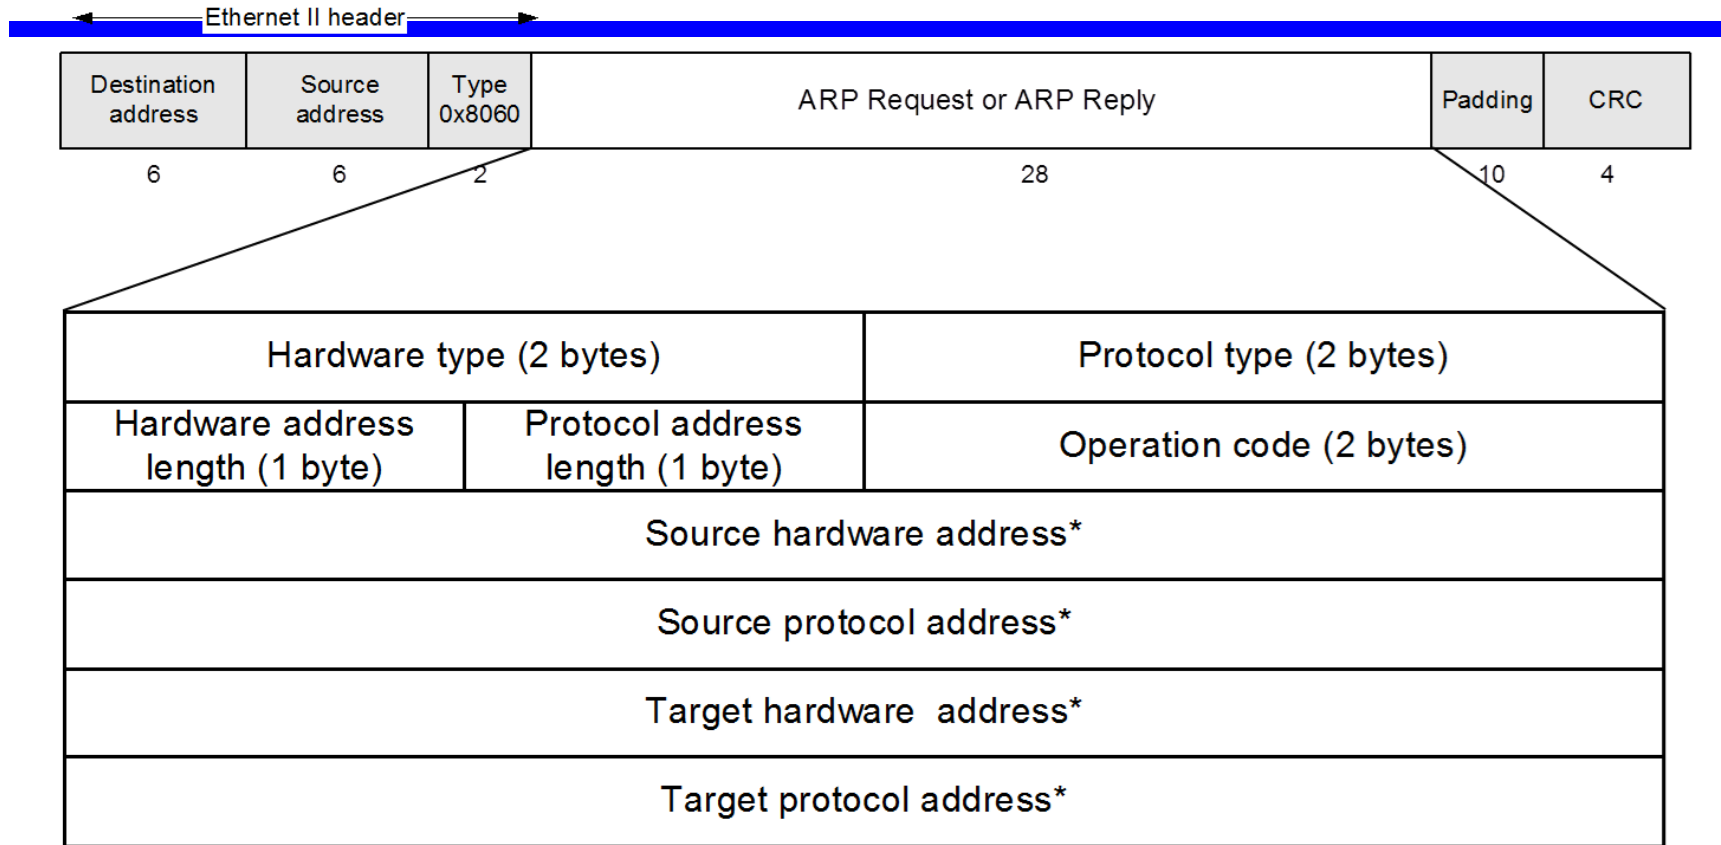 Ethernet II header
Destination
address
Source
address
Type
0x8060
ARP Request or ARP Reply
Padding
CRC
6
6
2
28
10
4
Hardware type (2 bytes)
Protocol type (2 bytes)
Hardware address
length (1 byte)
Protocol address
length (1 byte)
Operation code (2 bytes)
Source hardware address*
Source protocol address*
Target hardware address*
Target protocol address*